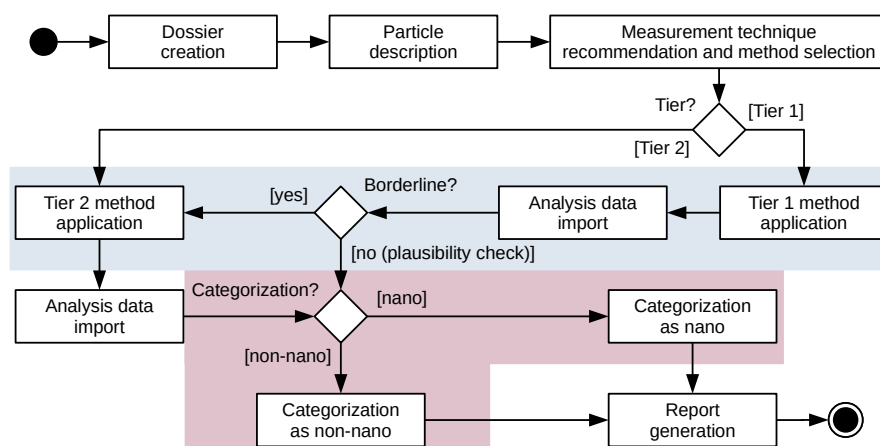 Dossier
creation
Particle
description
Measurement technique
recommendation and method selection
Tier?
[Tier 1]
[Tier 2]
Tier 2 method
application
[yes]
Borderline?
Analysis data
import
Tier 1 method
application
[no (plausibility check)]
Analysis data
import
Categorization?
[nano]
Categorization
as nano
[non-nano]
Categorization
as non-nano
Report
generation